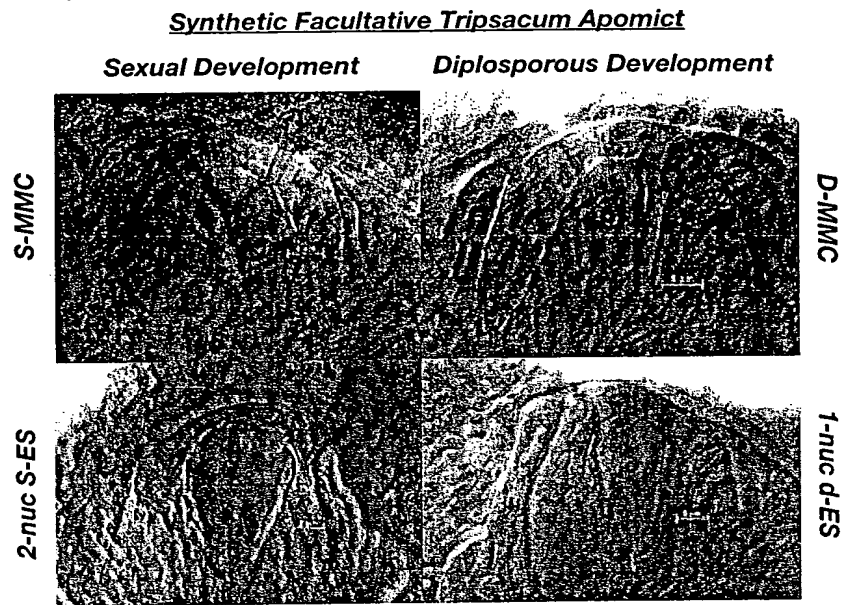 Synthetic Facultative Tripsacum Apomict
Sexual Development
Diplosporous Development
S-MMC
D-MMC
2-nuc S-ES
1-nuc d-ES